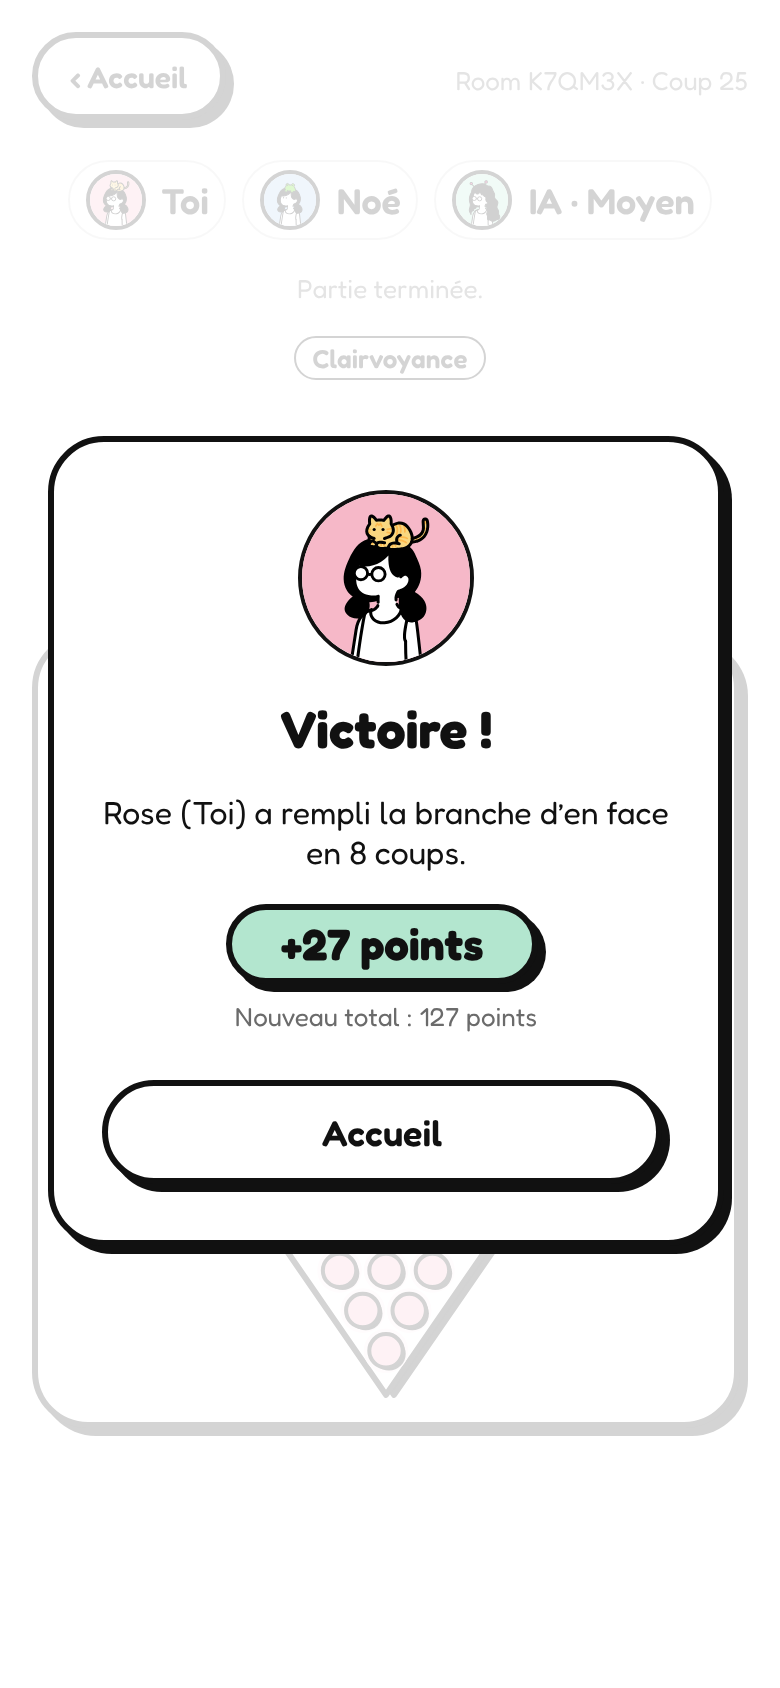 ‹ Accueil
Room K7QM3X · Coup 25
Toi
Noé
IA · Moyen
Partie terminée.
Clairvoyance
Victoire !
Rose (Toi) a rempli la branche d’en face
en 8 coups.
+27 points
Nouveau total : 127 points
Accueil